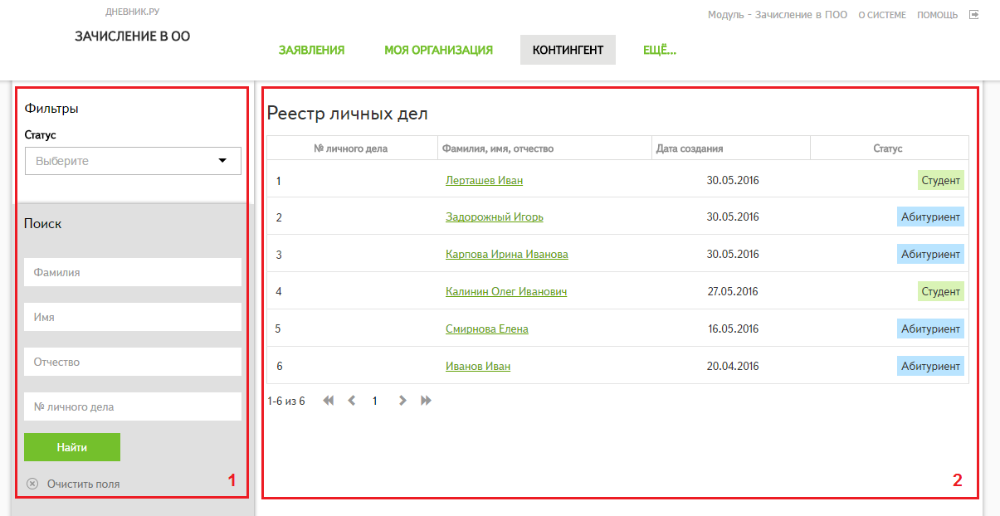 ДНЕВНИК.РУ
Модуль - Зачисление в ПОО О СИСТЕМЕ ПОМОЩЬ
ЗАЧИСЛЕНИЕ В ОО
ЗАЯВЛЕНИЯ МОЯ ОРГАНИЗАЦИЯ КОНТИНГЕНТ ЕЩЁ...
Фильтры
Статус
Выберите
Поиск
Фамилия
Имя
Отчество
№ личного дела
Найти
Очистить поля
1
Реестр личных дел
№ личного дела Фамилия, имя, отчество Дата создания Статус
1 Лерташев Иван 30.05.2016 Студент
2 Задорожный Игорь 30.05.2016 Абитуриент
3 Карпова Ирина Иванова 30.05.2016 Абитуриент
4 Калинин Олег Иванович 27.05.2016 Студент
5 Смирнова Елена 16.05.2016 Абитуриент
6 Иванов Иван 20.04.2016 Абитуриент
1-6 из 6 1
2